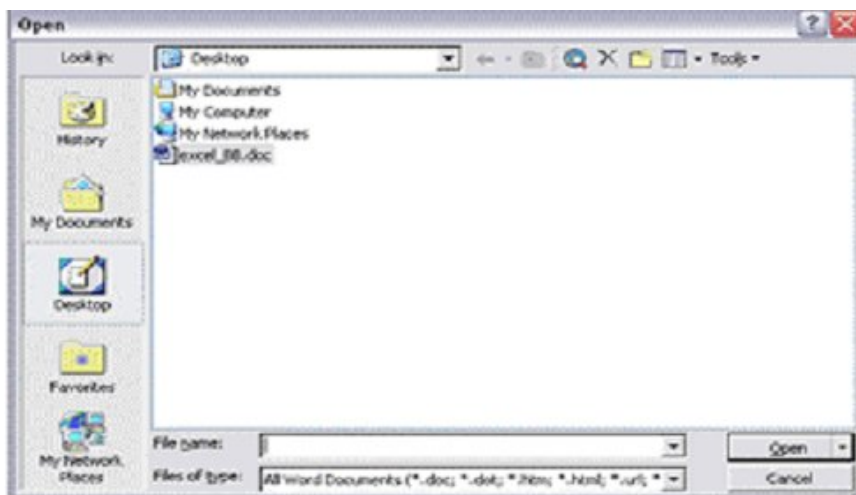 Open
Look in: Desktop Tools
My Documents
My Computer
My Network Places
excel_88.doc
History
My Documents
Desktop
Favorites
My Network
Places
File name: Open
Files of type: All Word Documents (*.doc; *.dot; *.htm; *.html; *.url; * Cancel